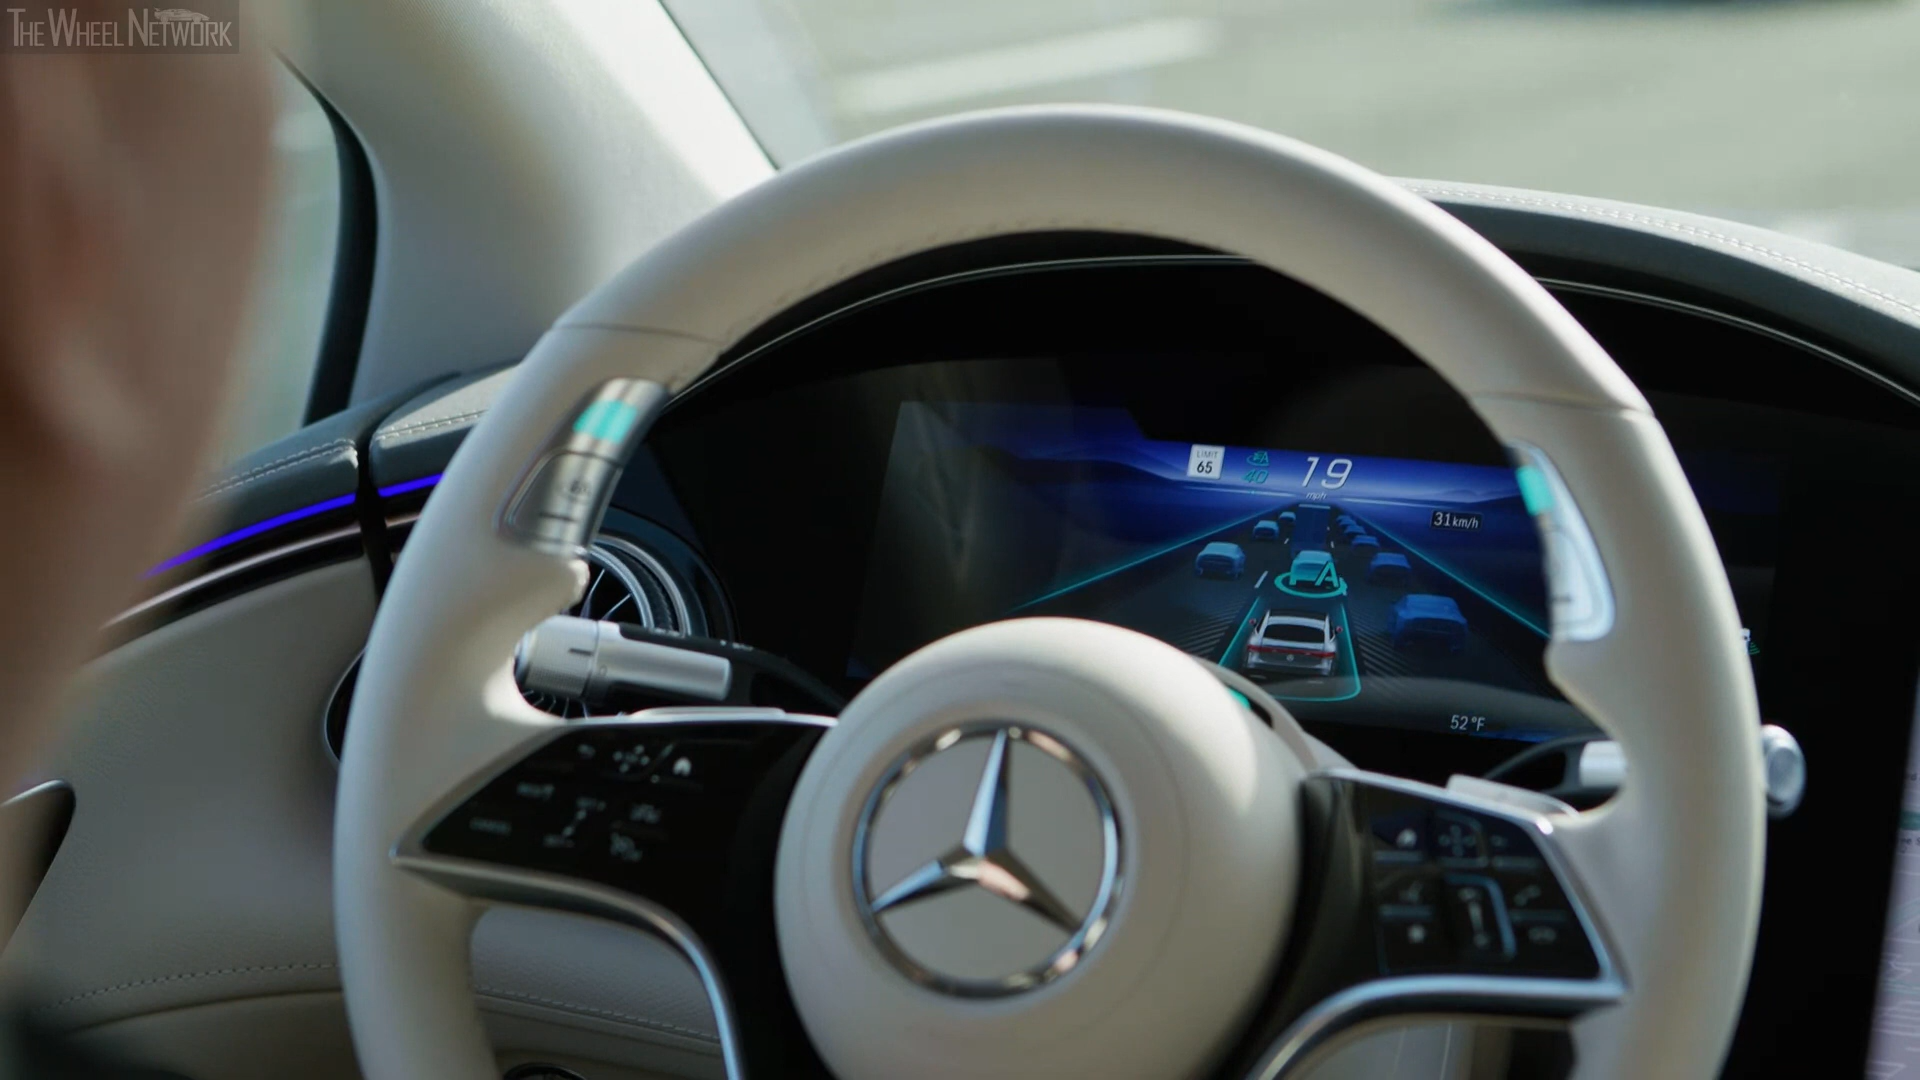 THE WHEEL NETWORK
LIMIT
65
A
40
19
mph
31 km/h
A
52°F